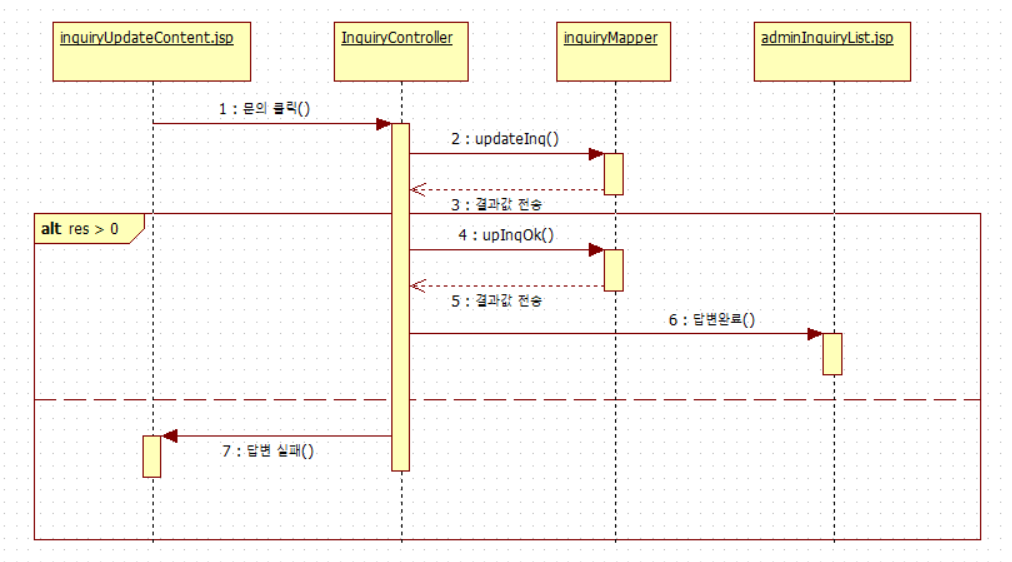 inquiryUpdateContent.jsp
InquiryController
inquiryMapper
adminInquiryList.jsp
1 : 문의 클릭()
2 : updateInq()
3 : 결과값 전송
alt res > 0
4 : upInqOk()
5 : 결과값 전송
6 : 답변완료()
7 : 답변 실패()